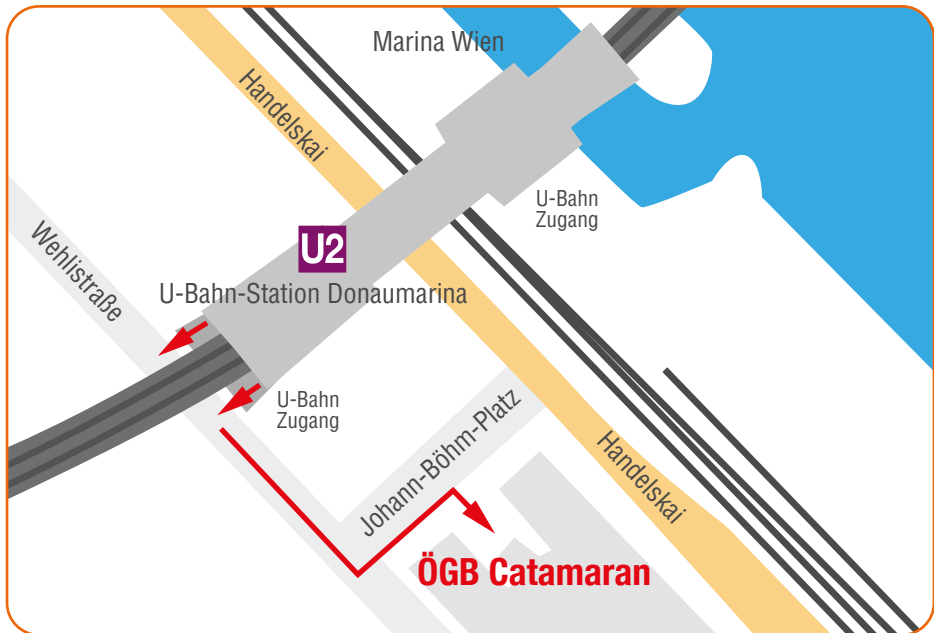 Marina Wien
Handelskai
U-Bahn
Zugang
Wehlistraße
U2
U-Bahn-Station Donaumarina
U-Bahn
Zugang
Johann-Böhm-Platz
Handelskai
ÖGB Catamaran